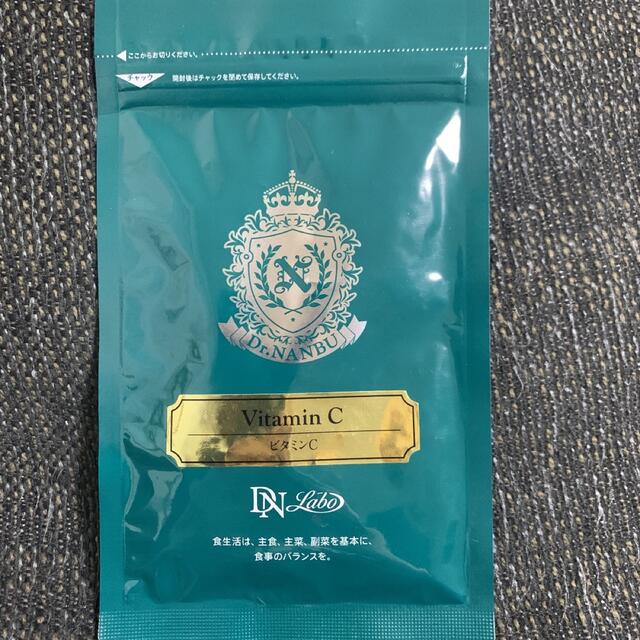 ここからお切りください。
チャック
開封後はチャックを閉めて保存してください。
N
Dr.NANBU
Vitamin C
ビタミンC
DN Labo
食生活は、主食、主菜、副菜を基本に、
食事のバランスを。